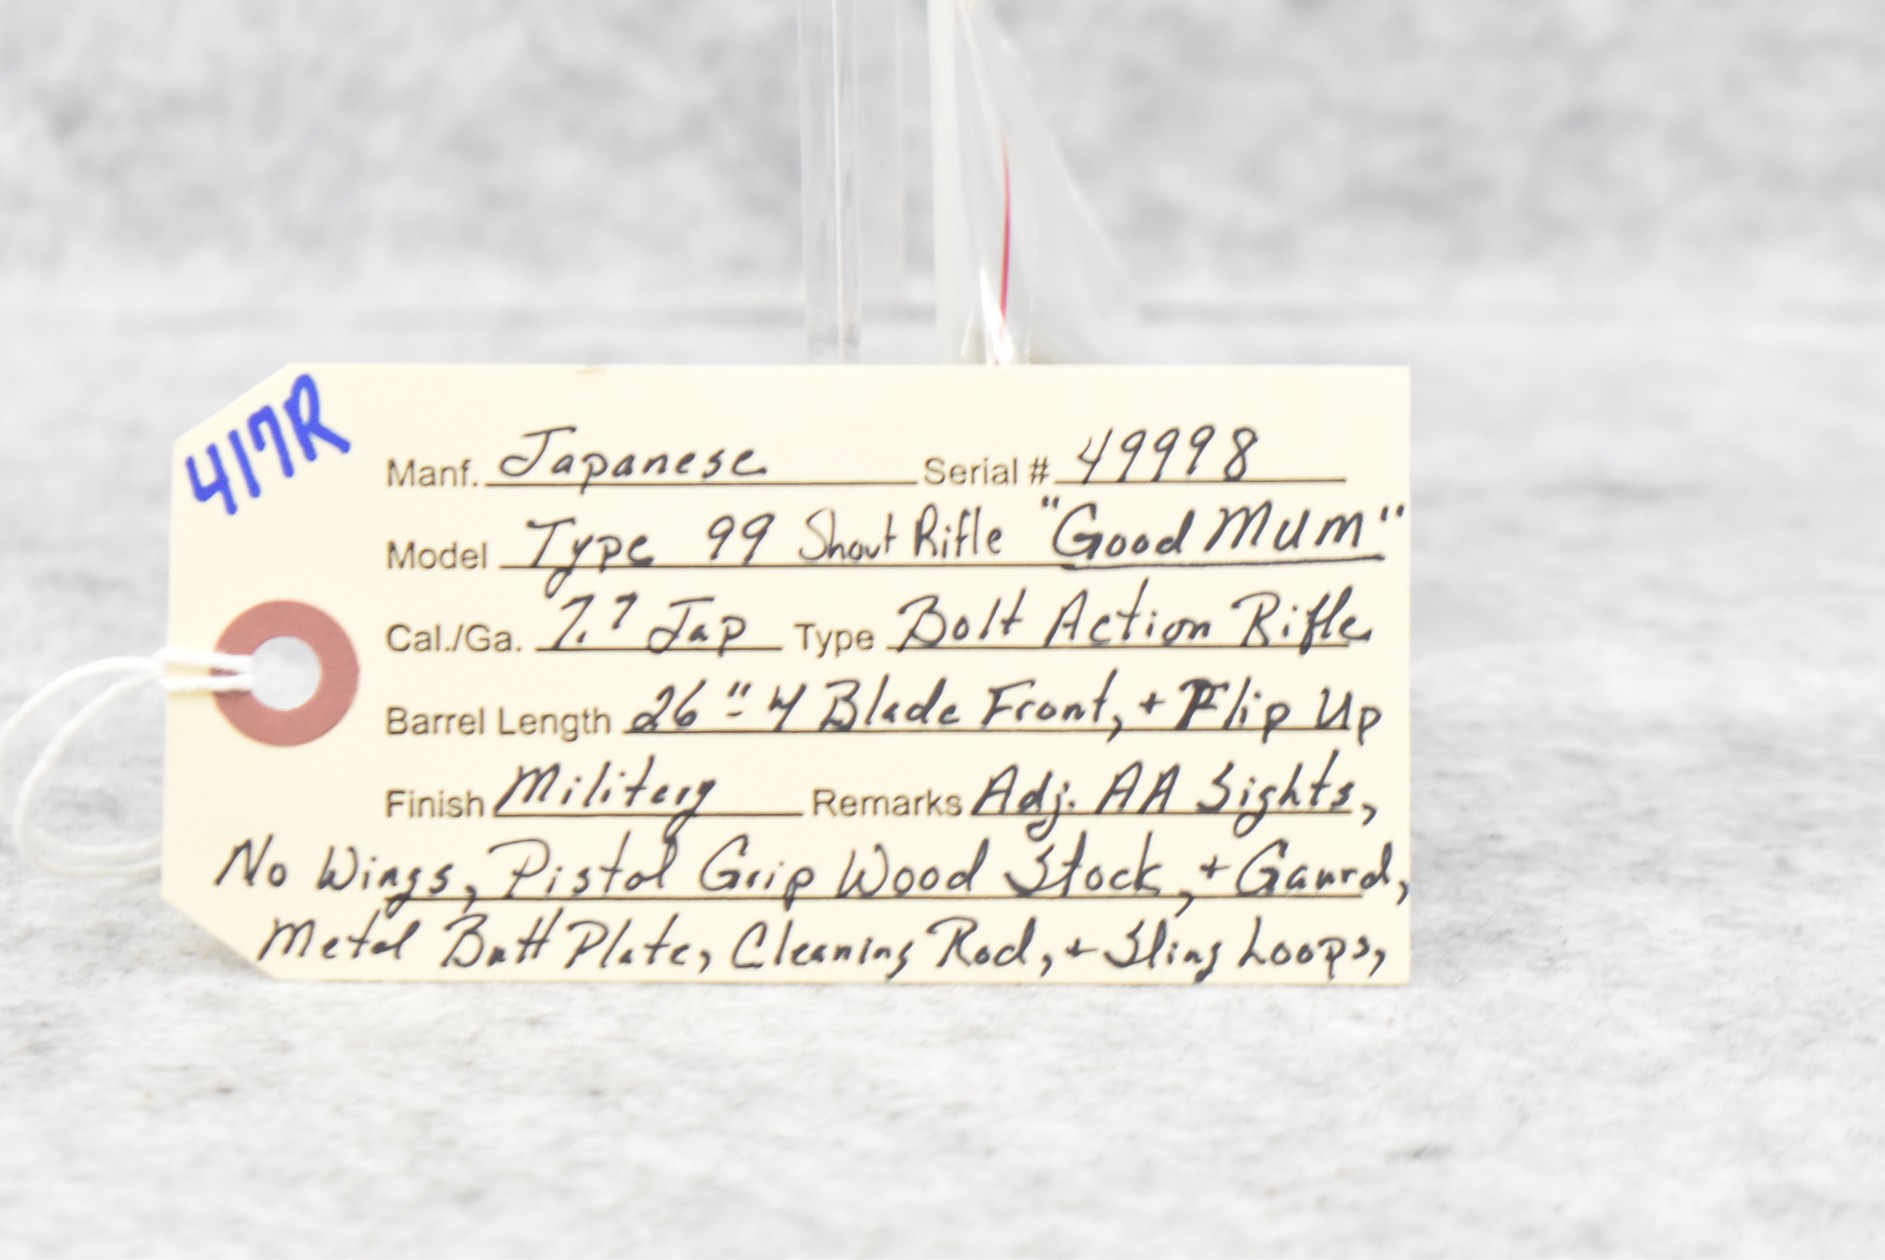 417R
Manf. Japanese Serial # 49998
Model Type 99 Short Rifle "Good Mum"
Cal./Ga. 7.7 Jap Type Bolt Action Rifle
Barrel Length 26" Blade Front, + Flip Up
Finish Military Remarks Adj. AA Sights,
No Wings, Pistol Grip Wood Stock, + Gaurd,
Metal Butt Plate, Cleaning Rod, + Sling Loops,